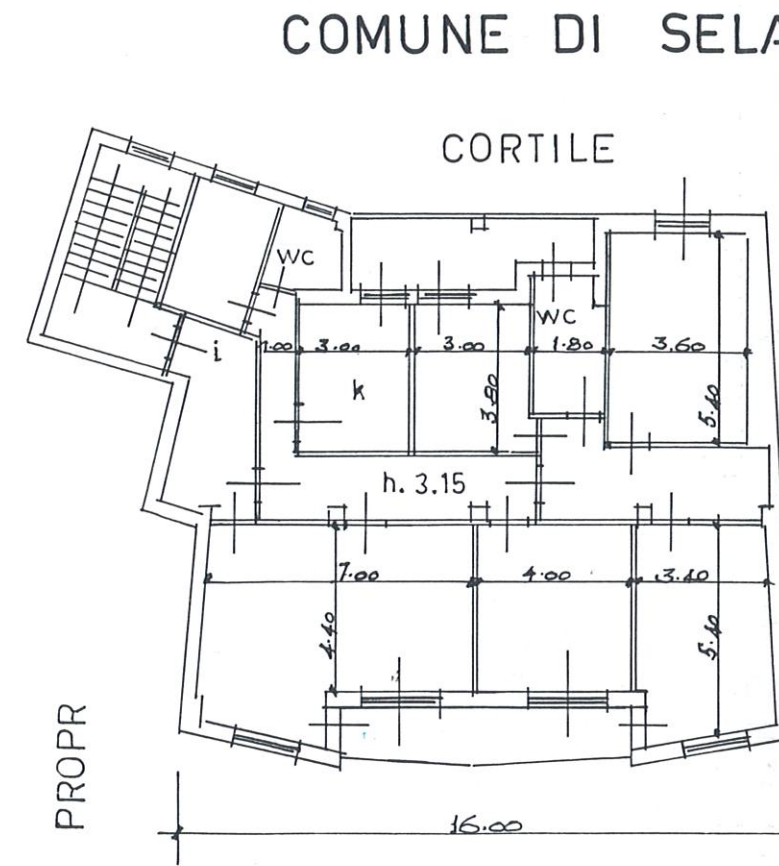 COMUNE DI SELA
CORTILE
WC
WC
i
1.00 3.00 3.00 1.80 3.60
k
3.80
5.40
h. 3.15
7.00 4.00 3.40
4.40
5.40
PROPR
16.00